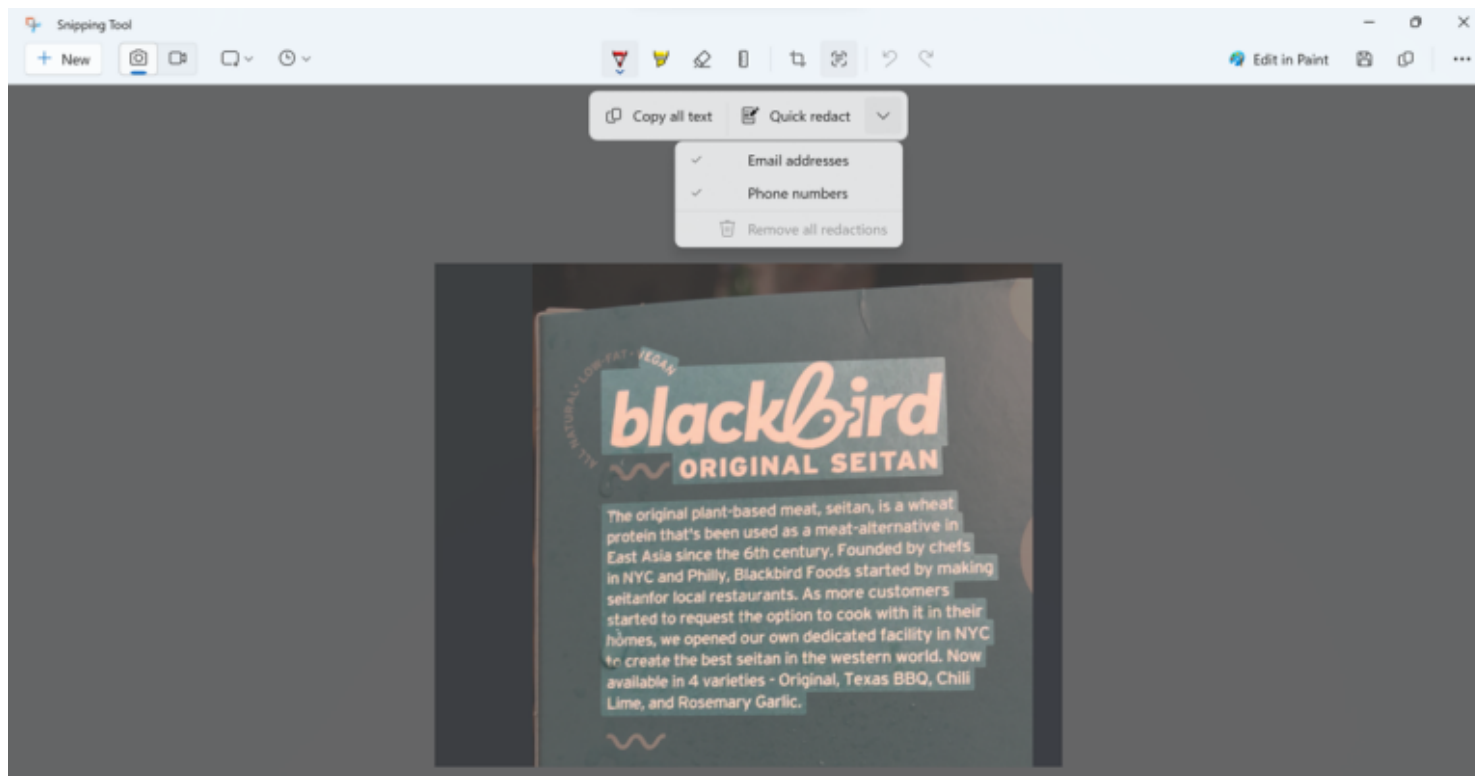 Snipping Tool
New
Edit in Paint
Copy all text
Quick redact
Email addresses
Phone numbers
Remove all redactions
ALL NATURAL • LOW-FAT • VEGAN
blackbird
ORIGINAL SEITAN
The original plant-based meat, seitan, is a wheat
protein that's been used as a meat-alternative in
East Asia since the 6th century. Founded by chefs
in NYC and Philly, Blackbird Foods started by making
seitanfor local restaurants. As more customers
started to request the option to cook with it in their
homes, we opened our own dedicated facility in NYC
to create the best seitan in the western world. Now
available in 4 varieties - Original, Texas BBQ, Chili
Lime, and Rosemary Garlic.